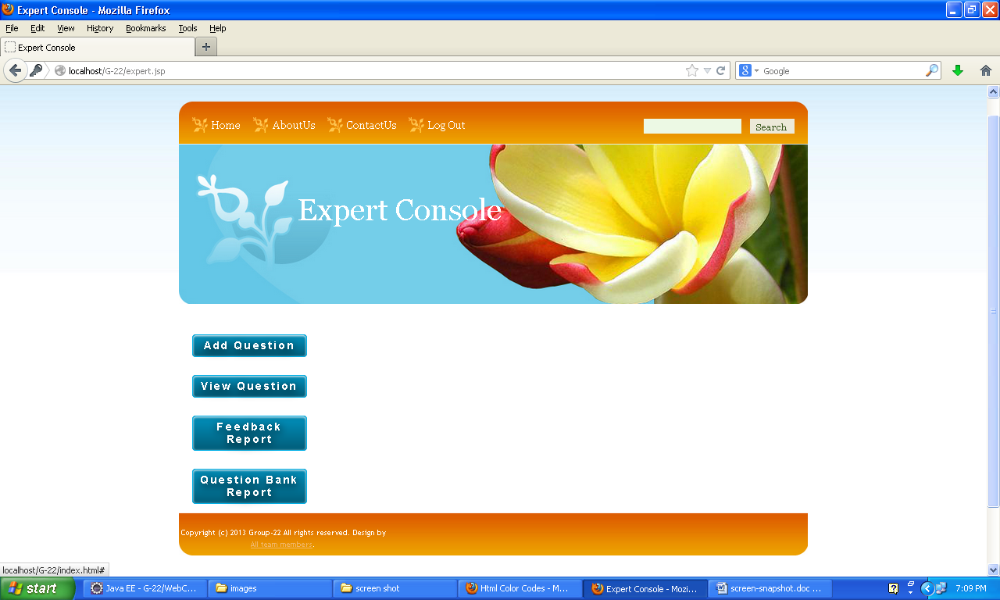 Expert Console - Mozilla Firefox
File Edit View History Bookmarks Tools Help
Expert Console
localhost/G-22/expert.jsp
Google
Home AboutUs ContactUs Log Out
Search
Expert Console
Add Question
View Question
Feedback
Report
Question Bank
Report
Copyright (c) 2013 Group-22 All rights reserved. Design by
All team members.
localhost/G-22/index.html#
start Java EE - G-22/WebC... images screen shot Html Color Codes - M... Expert Console - Mozi... screen-snapshot.doc ... 7:09 PM